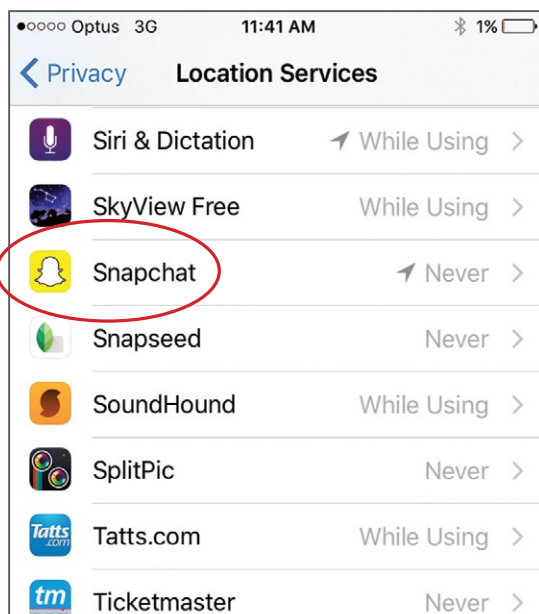 Optus 3G 11:41 AM 1%
Privacy Location Services
Siri & Dictation While Using
SkyView Free While Using
Snapchat Never
Snapseed Never
SoundHound While Using
SplitPic Never
Tatts.com Tatts.com While Using
tm Ticketmaster Never